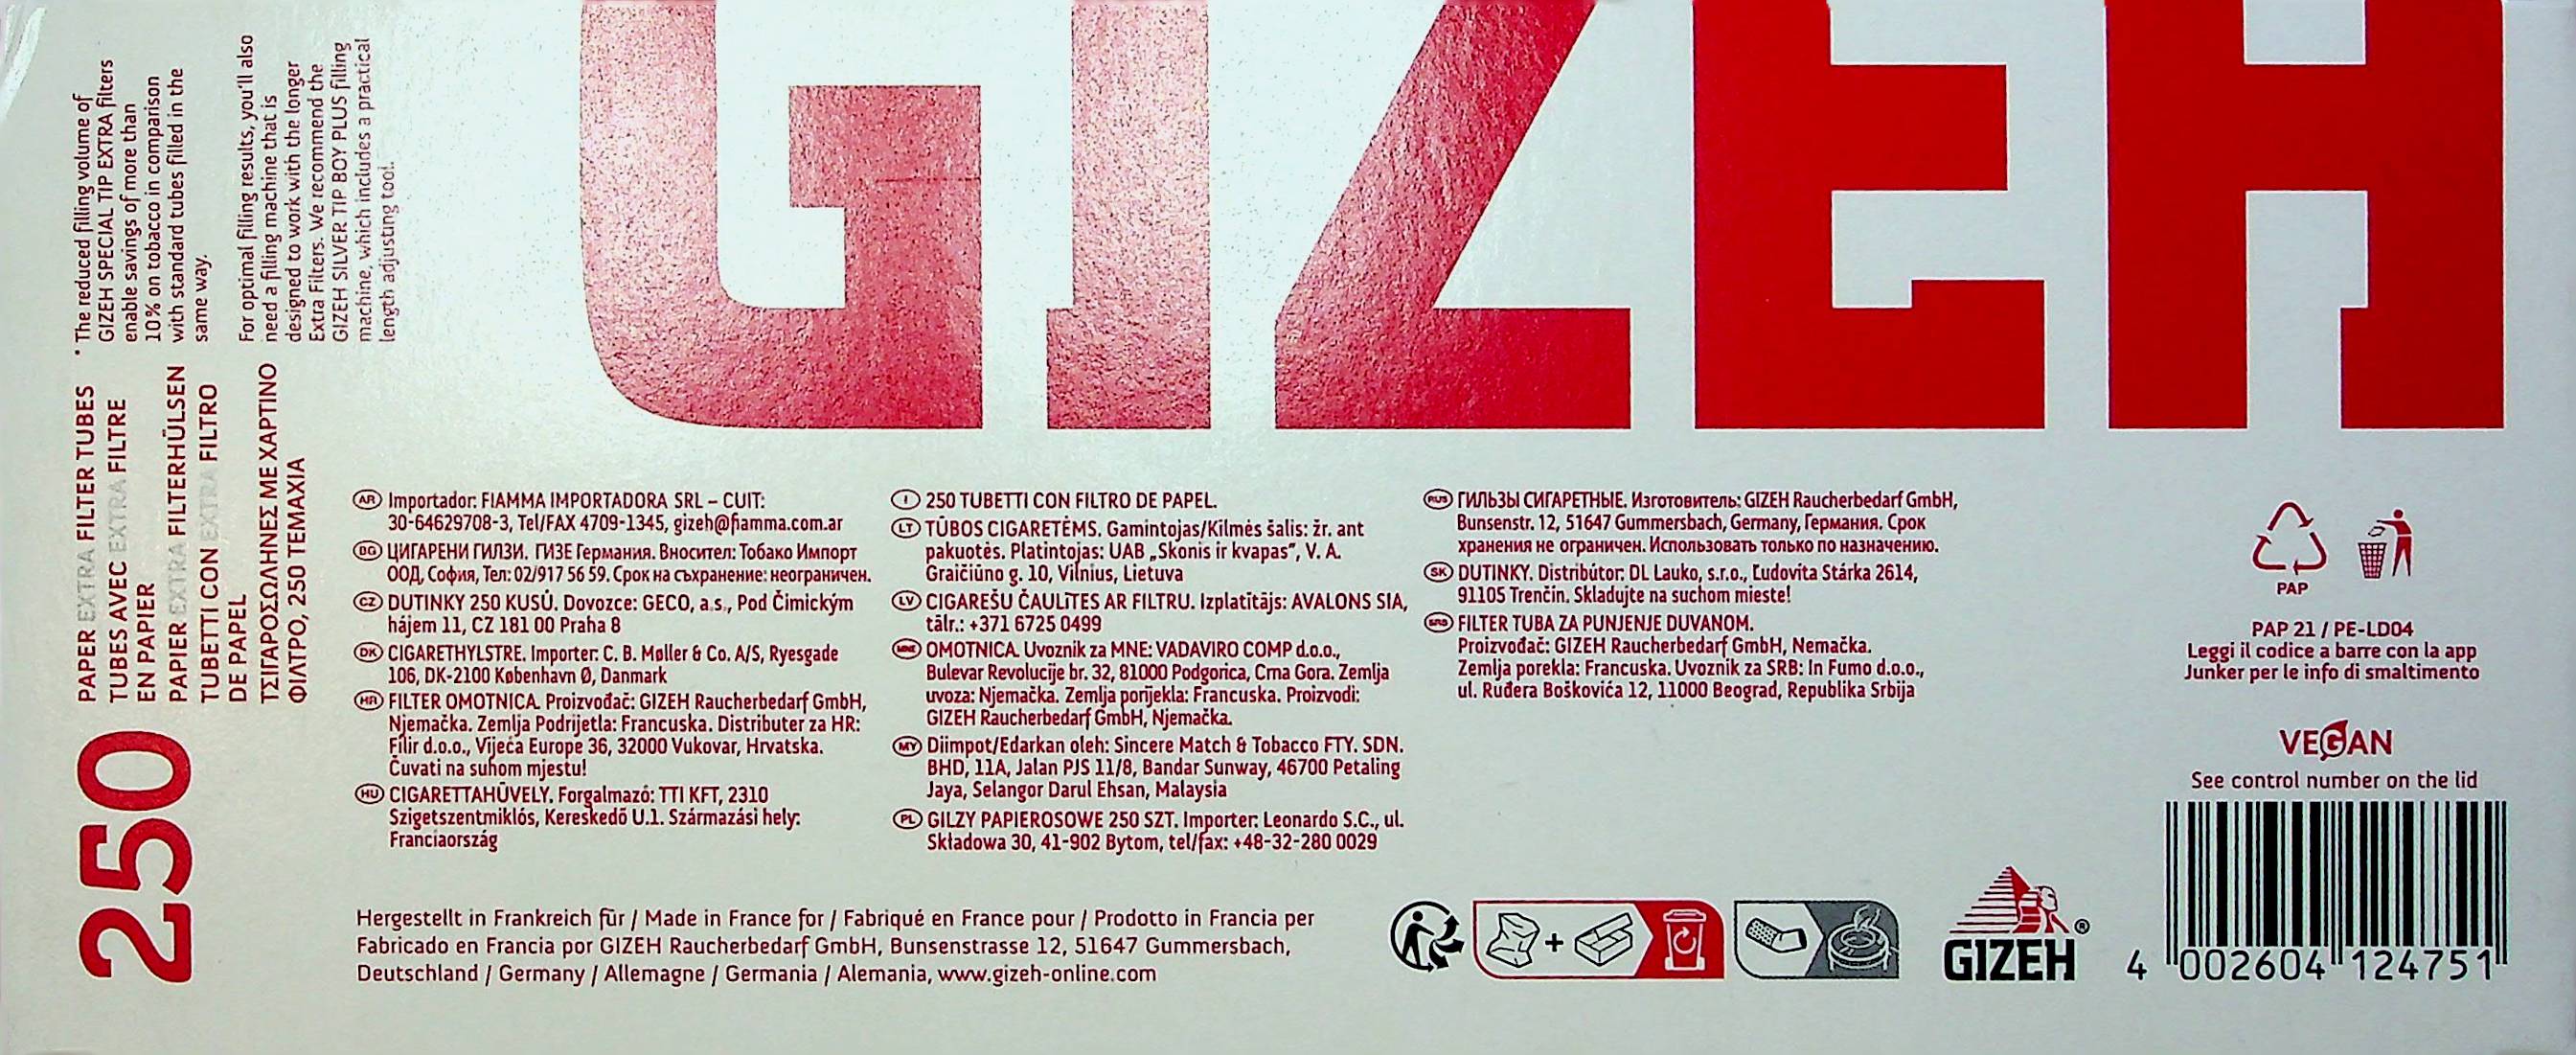 GIZEH
* The reduced filling volume of
GIZEH SPECIAL TIP EXTRA filters
enable savings of more than
10% on tobacco in comparison
with standard tubes filled in the
same way.
For optimal filling results, you'll also
need a filling machine that is
designed to work with the longer
Extra Filters. We recommend the
GIZEH SILVER TIP BOY PLUS filling
machine, which includes a practical
length adjusting tool.
250
PAPER EXTRA FILTER TUBES
TUBES AVEC EXTRA FILTRE
EN PAPIER
PAPIER EXTRA FILTERHÜLSEN
TUBETTI CON EXTRA FILTRO
DE PAPEL
ΤΣΙΓΑΡΟΣΩΛΗΝΕΣ ΜΕ ΧΑΡΤΙΝΟ
ΦΙΛΤΡΟ, 250 ΤΕΜΑΧΙΑ
AR Importador: FIAMMA IMPORTADORA SRL – CUIT:
30-64629708-3, Tel/FAX 4709-1345, gizeh@fiamma.com.ar
BG ЦИГАРЕНИ ГИЛЗИ. ГИЗЕ Германия. Вносител: Тобако Импорт
ООД, София, Тел: 02/917 56 59. Срок на съхранение: неограничен.
CZ DUTINKY 250 KUSŮ. Dovozce: GECO, a.s., Pod Čimickým
hájem 11, CZ 181 00 Praha 8
DK CIGARETHYLSTRE. Importer: C. B. Møller & Co. A/S, Ryesgade
106, DK-2100 København Ø, Danmark
HR FILTER OMOTNICA. Proizvođač: GIZEH Raucherbedarf GmbH,
Njemačka. Zemlja Podrijetla: Francuska. Distributer za HR:
Filir d.o.o., Vijeća Europe 36, 32000 Vukovar, Hrvatska.
Čuvati na suhom mjestu!
HU CIGARETTAHÜVELY. Forgalmazó: TTI KFT, 2310
Szigetszentmiklós, Kereskedő U.1. Származási hely:
Franciaország
I 250 TUBETTI CON FILTRO DE PAPEL.
LT TŪBOS CIGARETĖMS. Gamintojas/Kilmės šalis: žr. ant
pakuotės. Platintojas: UAB „Skonis ir kvapas", V. A.
Graičiūno g. 10, Vilnius, Lietuva
LV CIGAREŠU ČAULĪTES AR FILTRU. Izplatītājs: AVALONS SIA,
tālr.: +371 6725 0499
MNE OMOTNICA. Uvoznik za MNE: VADAVIRO COMP d.o.o.,
Bulevar Revolucije br. 32, 81000 Podgorica, Crna Gora. Zemlja
uvoza: Njemačka. Zemlja porijekla: Francuska. Proizvodi:
GIZEH Raucherbedarf GmbH, Njemačka.
MY Diimpot/Edarkan oleh: Sincere Match & Tobacco FTY. SDN.
BHD, 11A, Jalan PJS 11/8, Bandar Sunway, 46700 Petaling
Jaya, Selangor Darul Ehsan, Malaysia
PL GILZY PAPIEROSOWE 250 SZT. Importer: Leonardo S.C., ul.
Składowa 30, 41-902 Bytom, tel/fax: +48-32-280 0029
RUS ГИЛЬЗЫ СИГАРЕТНЫЕ. Изготовитель: GIZEH Raucherbedarf GmbH,
Bunsenstr. 12, 51647 Gummersbach, Germany, Германия. Срок
хранения не ограничен. Использовать только по назначению.
SK DUTINKY. Distribútor: DL Lauko, s.r.o., Ľudovíta Stárka 2614,
91105 Trenčín. Skladujte na suchom mieste!
SRB FILTER TUBA ZA PUNJENJE DUVANOM.
Proizvođač: GIZEH Raucherbedarf GmbH, Nemačka.
Zemlja porekla: Francuska. Uvoznik za SRB: In Fumo d.o.o.,
ul. Ruđera Boškovića 12, 11000 Beograd, Republika Srbija
PAP
PAP 21 / PE-LD04
Leggi il codice a barre con la app
Junker per le info di smaltimento
VEGAN
See control number on the lid
Hergestellt in Frankreich für / Made in France for / Fabriqué en France pour / Prodotto in Francia per
Fabricado en Francia por GIZEH Raucherbedarf GmbH, Bunsenstrasse 12, 51647 Gummersbach,
Deutschland / Germany / Allemagne / Germania / Alemania, www.gizeh-online.com
GIZEH ®
4 002604 124751